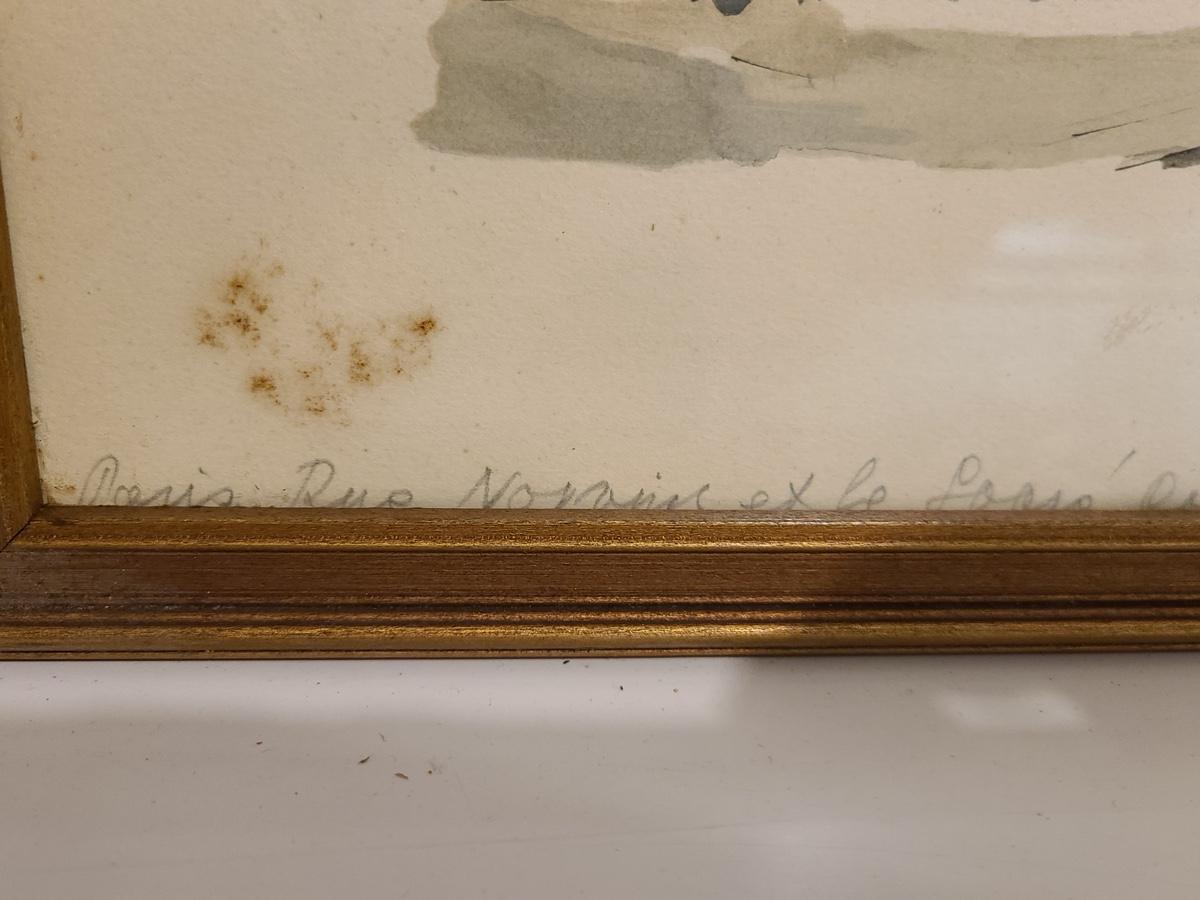 Paris Rue Norvins et le Sacré